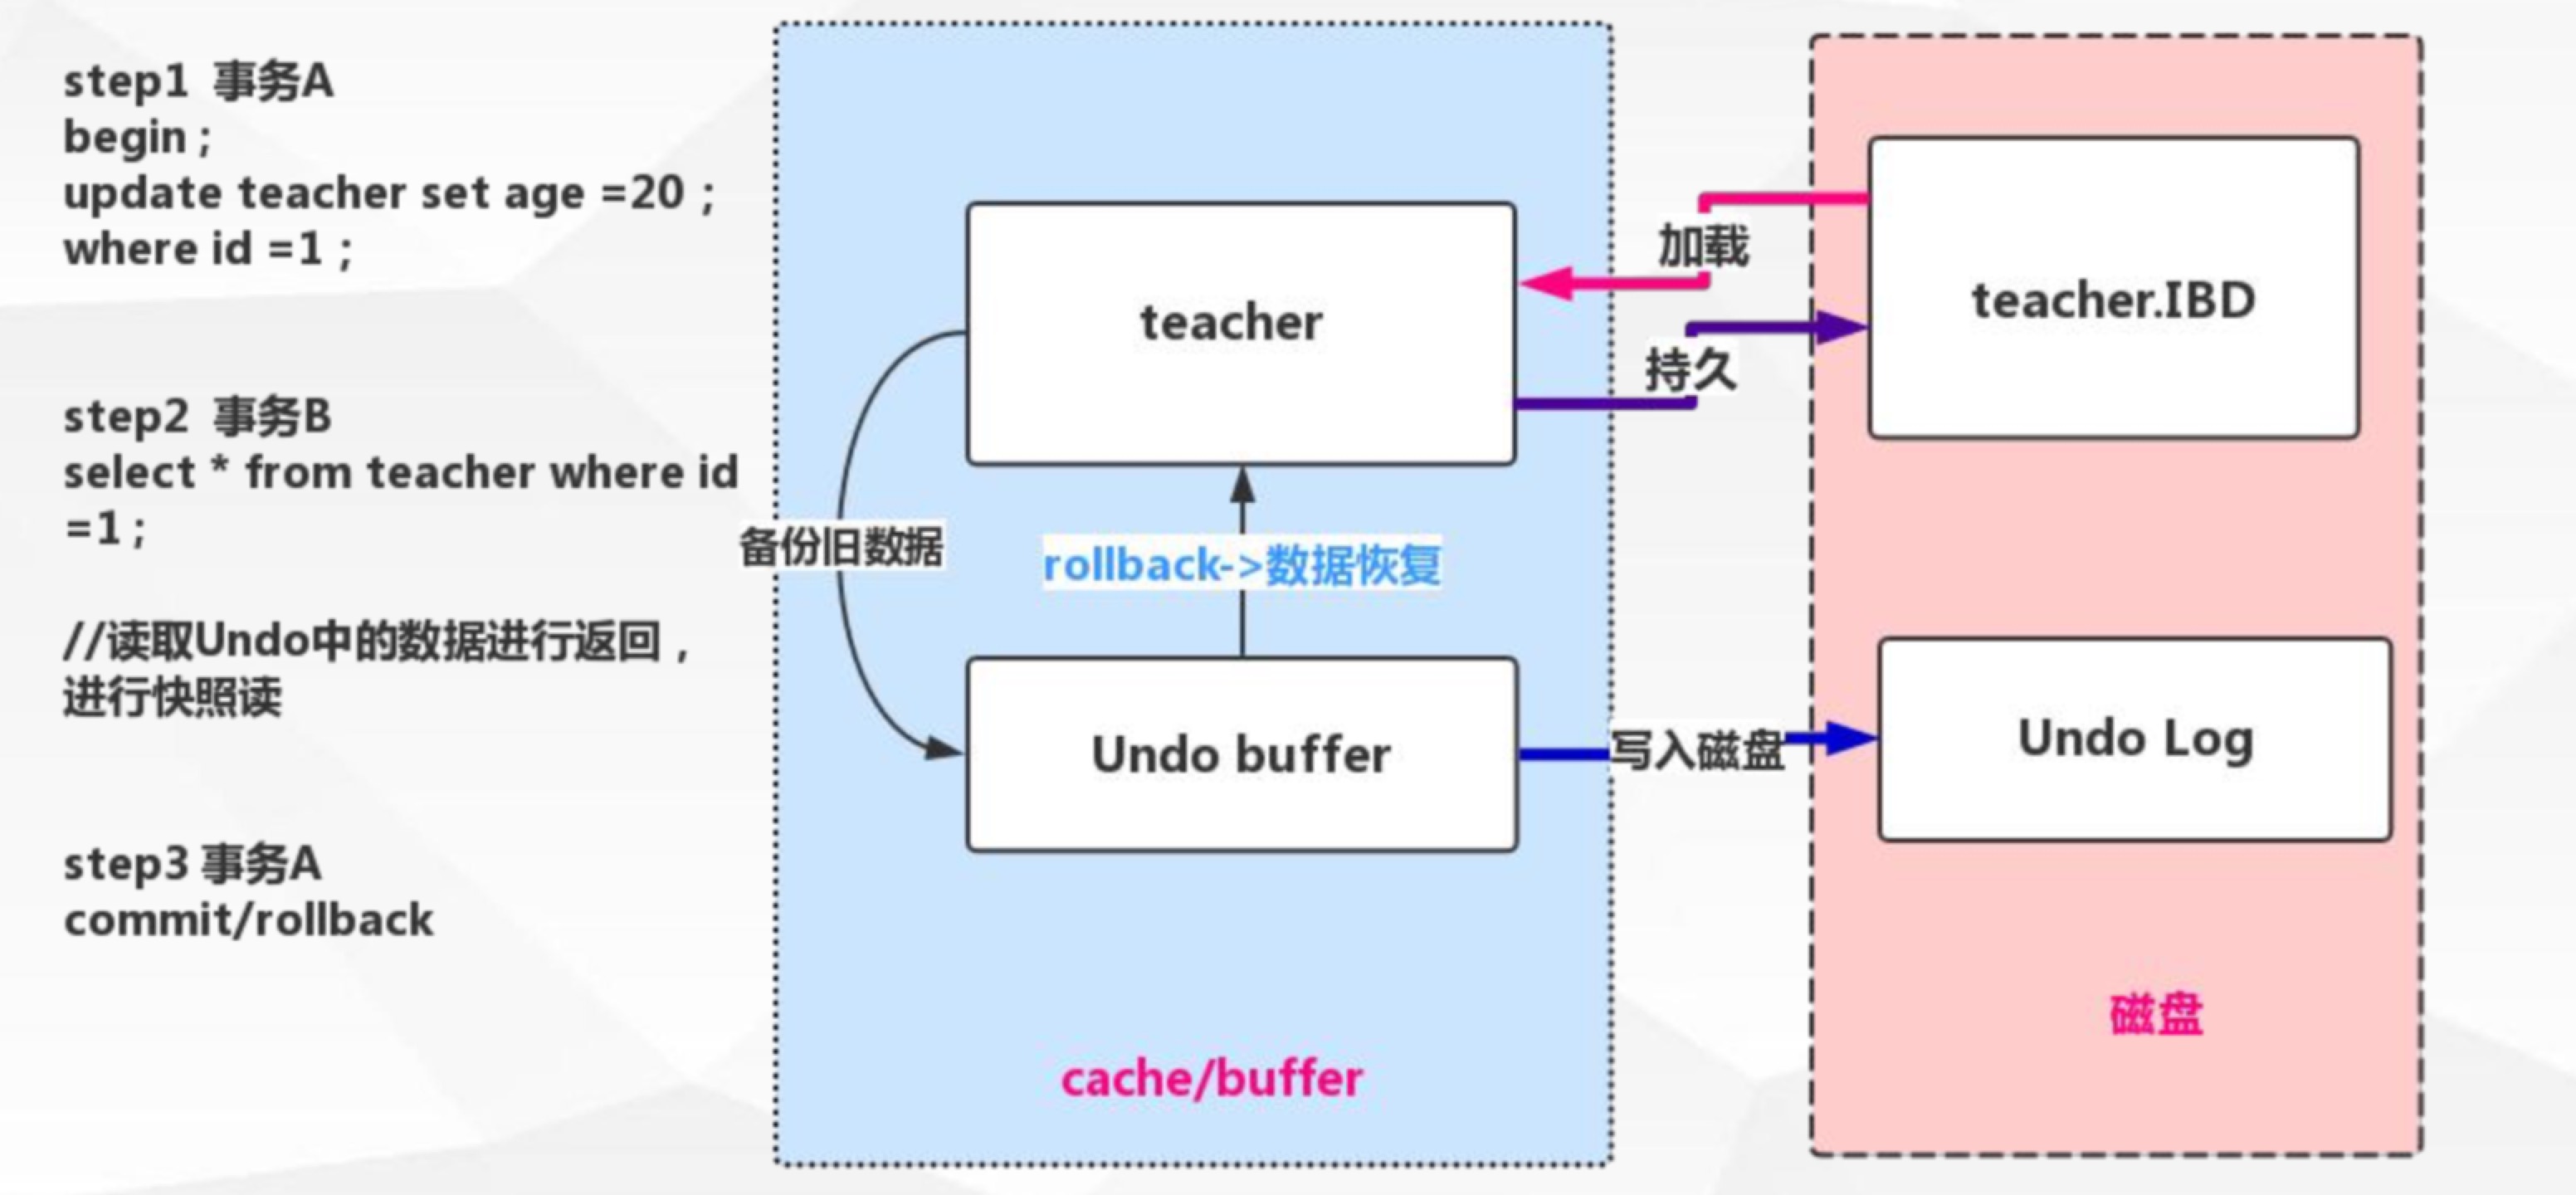 step1 事务A
begin ;
update teacher set age =20 ;
where id =1 ;
step2 事务B
select * from teacher where id
=1 ;
//读取Undo中的数据进行返回，
进行快照读
step3 事务A
commit/rollback
teacher
备份旧数据
rollback->数据恢复
Undo buffer
cache/buffer
加载
持久
写入磁盘
teacher.IBD
Undo Log
磁盘